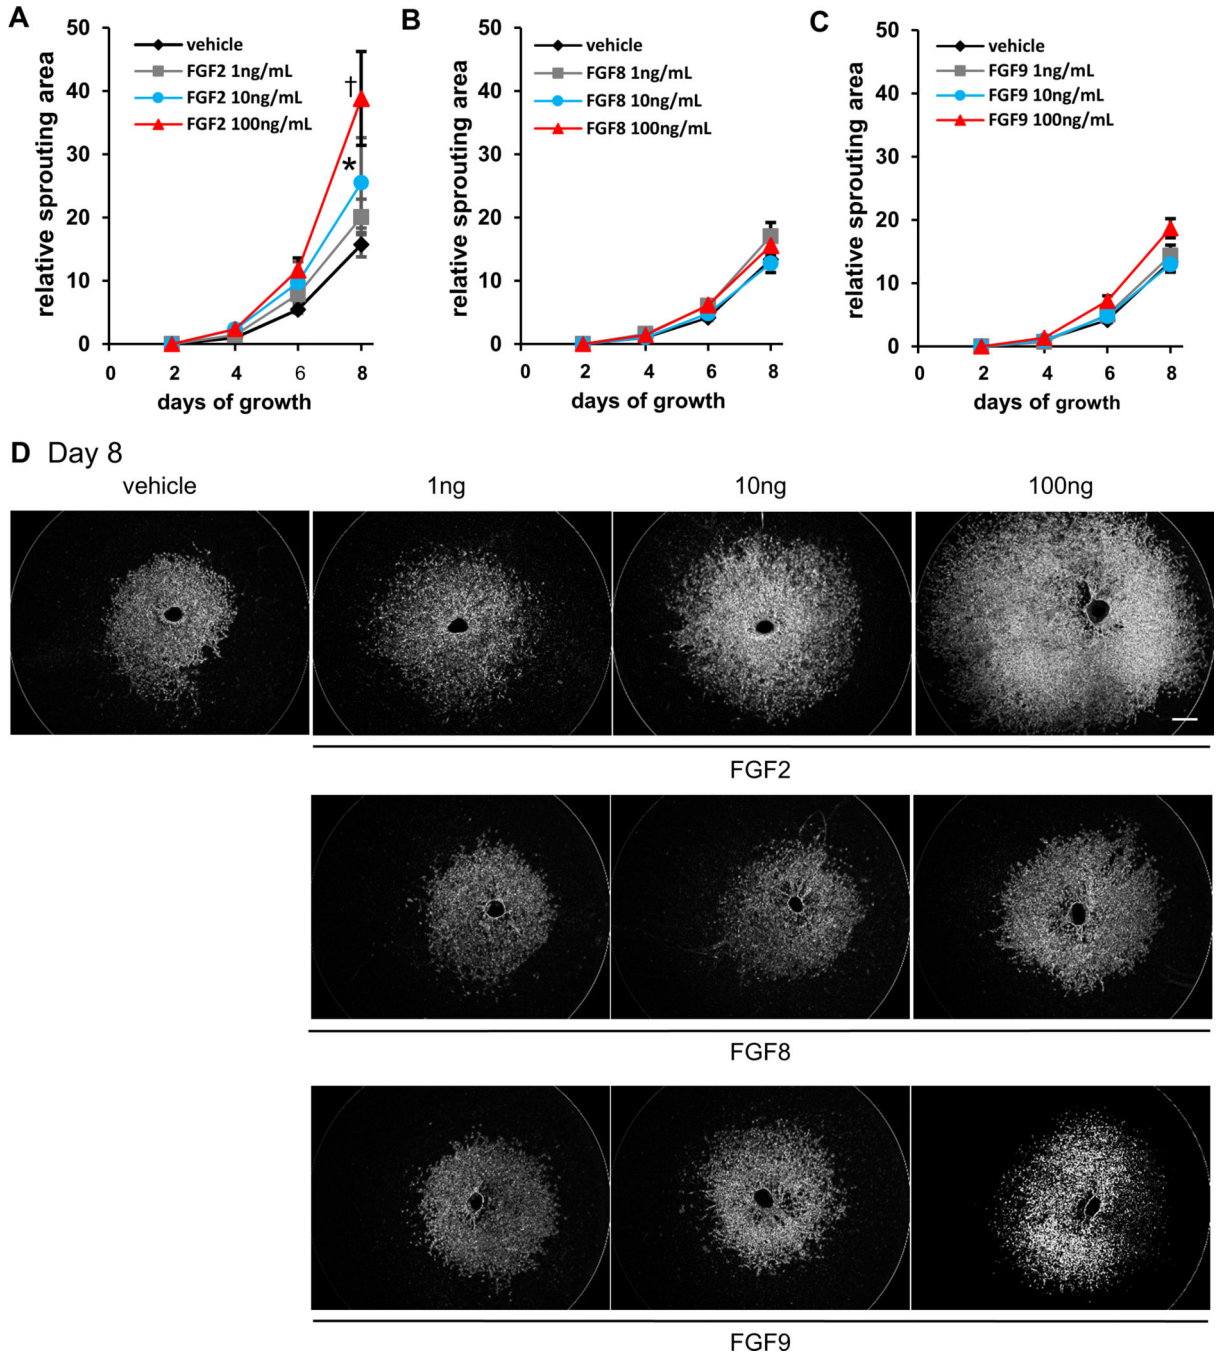 A
relative sprouting area
50
40
30
20
10
0
vehicle
FGF2 1ng/mL
FGF2 10ng/mL
FGF2 100ng/mL
†
*
0 2 4 6 8
days of growth
B
relative sprouting area
50
40
30
20
10
0
vehicle
FGF8 1ng/mL
FGF8 10ng/mL
FGF8 100ng/mL
0 2 4 6 8
days of growth
C
relative sprouting area
50
40
30
20
10
0
vehicle
FGF9 1ng/mL
FGF9 10ng/mL
FGF9 100ng/mL
0 2 4 6 8
days of growth
D Day 8
vehicle 1ng 10ng 100ng
FGF2
FGF8
FGF9